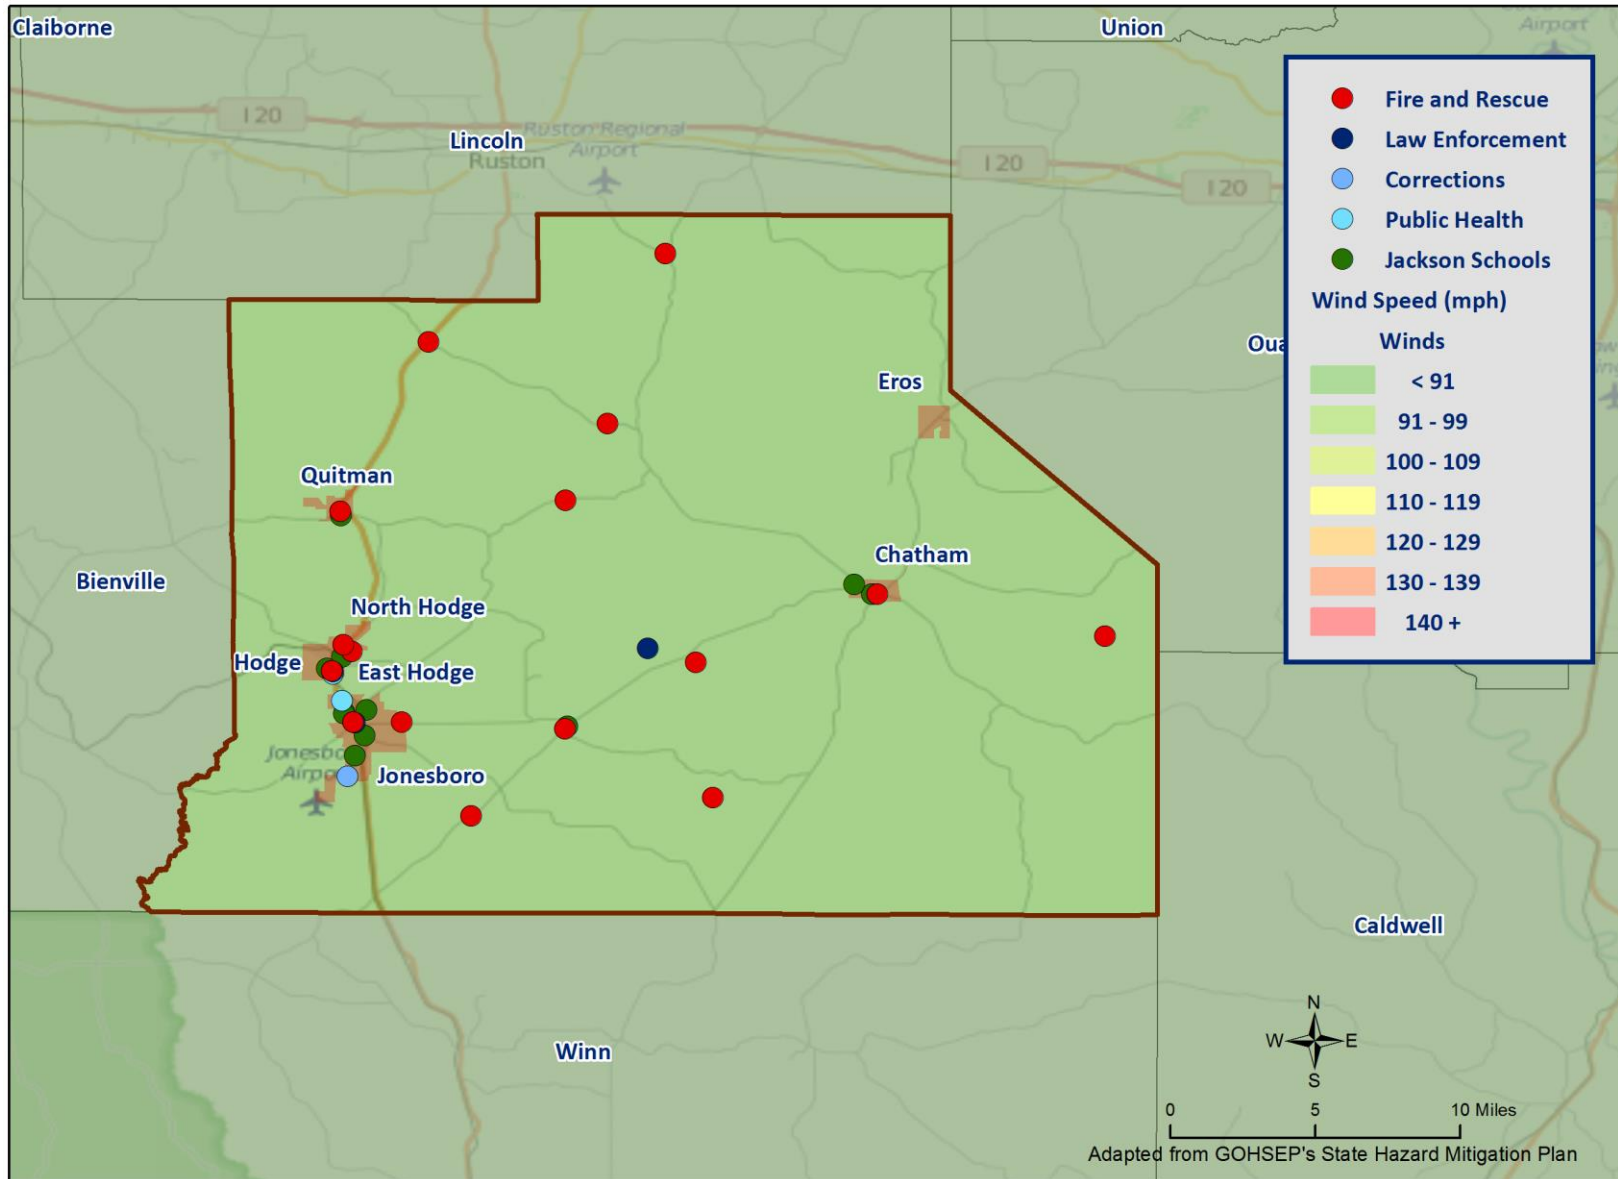 Claiborne
Union
Airport
I 20
Lincoln
Ruston Regional
Airport
Ruston
I 20
I 20
Fire and Rescue
Law Enforcement
Corrections
Public Health
Jackson Schools
Wind Speed (mph)
Winds
< 91
91 - 99
100 - 109
110 - 119
120 - 129
130 - 139
140 +
Eros
Quitman
Chatham
Bienville
North Hodge
Hodge
East Hodge
Airport
Jonesboro
Caldwell
Winn
N
W
E
S
0
5
10 Miles
Adapted from GOHSEP's State Hazard Mitigation Plan